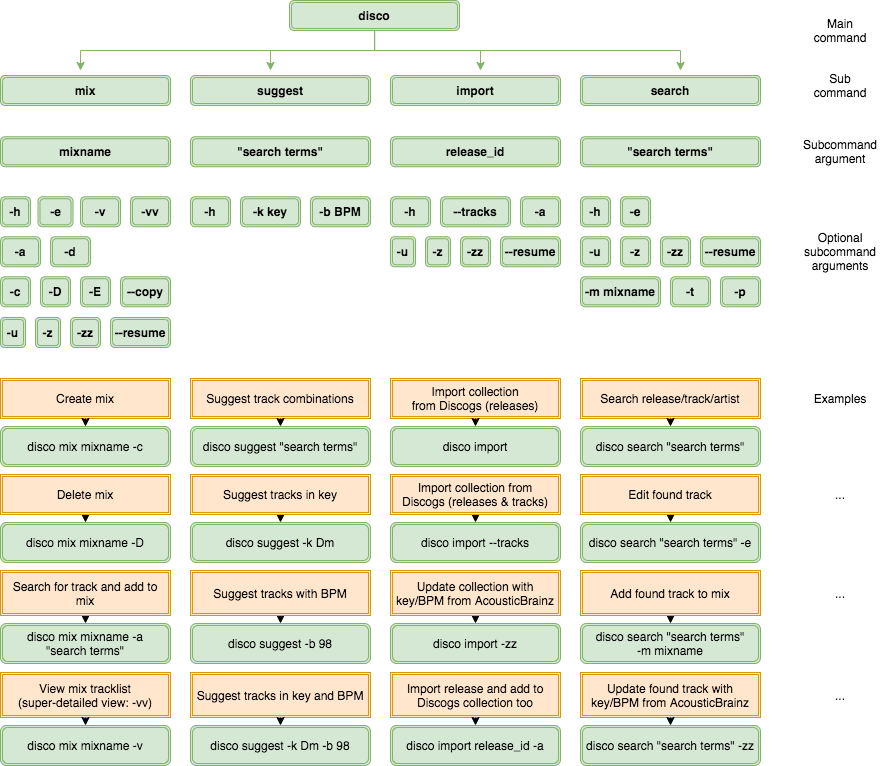 disco
Main
command
mix
suggest
import
search
Sub
command
mixname
"search terms"
release_id
"search terms"
Subcommand
argument
-h -e -v -vv
-h -k key -b BPM
-h --tracks -a
-h -e
-a -d
-u -z -zz --resume
-u -z -zz --resume
Optional
subcommand
arguments
-c -D -E --copy
-m mixname -t -p
-u -z -zz --resume
Create mix
Suggest track combinations
Import collection
from Discogs (releases)
Search release/track/artist
Examples
disco mix mixname -c
disco suggest "search terms"
disco import
disco search "search terms"
Delete mix
Suggest tracks in key
Import collection from
Discogs (releases & tracks)
Edit found track
...
disco mix mixname -D
disco suggest -k Dm
disco import --tracks
disco search "search terms" -e
Search for track and add to
mix
Suggest tracks with BPM
Update collection with
key/BPM from AcousticBrainz
Add found track to mix
...
disco mix mixname -a
"search terms"
disco suggest -b 98
disco import -zz
disco search "search terms"
-m mixname
View mix tracklist
(super-detailed view: -vv)
Suggest tracks in key and BPM
Import release and add to
Discogs collection too
Update found track with
key/BPM from AcousticBrainz
...
disco mix mixname -v
disco suggest -k Dm -b 98
disco import release_id -a
disco search "search terms" -zz